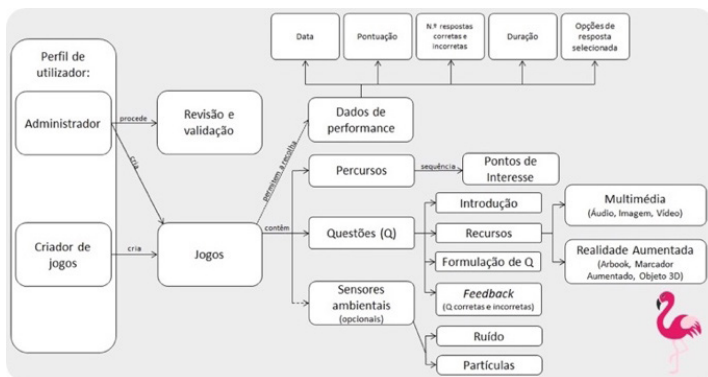 Perfil de
utilizador:
Administrador
Criador de
jogos
procede
cria
cria
Revisão e
validação
Jogos
permitem a recolha
contêm
Data
Pontuação
N.º respostas
corretas e
incorretas
Duração
Opções de
resposta
selecionada
Dados de
performance
Percursos
sequência
Pontos de
Interesse
Questões (Q)
Introdução
Recursos
Formulação de Q
Feedback
(Q corretas e incorretas)
Multimédia
(Áudio, Imagem, Vídeo)
Realidade Aumentada
(Arbook, Marcador
Aumentado, Objeto 3D)
Sensores
ambientais
(opcionais)
Ruído
Partículas